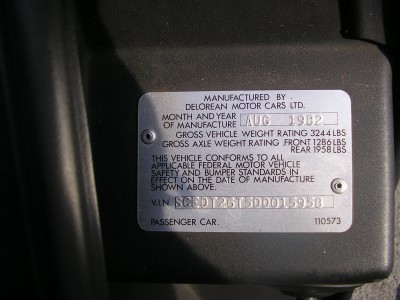 MANUFACTURED BY
DELOREAN MOTOR CARS LTD.
MONTH AND YEAR
OF MANUFACTURE AUG 1982
GROSS VEHICLE WEIGHT RATING 3244 LBS
GROSS AXLE WEIGHT RATING FRONT 1286 LBS
REAR 1958 LBS
THIS VEHICLE CONFORMS TO ALL
APPLICABLE FEDERAL MOTOR VEHICLE
SAFETY AND BUMPER STANDARDS IN
EFFECT ON THE DATE OF MANUFACTURE
SHOWN ABOVE.
V.I.N.
PASSENGER CAR. 110573